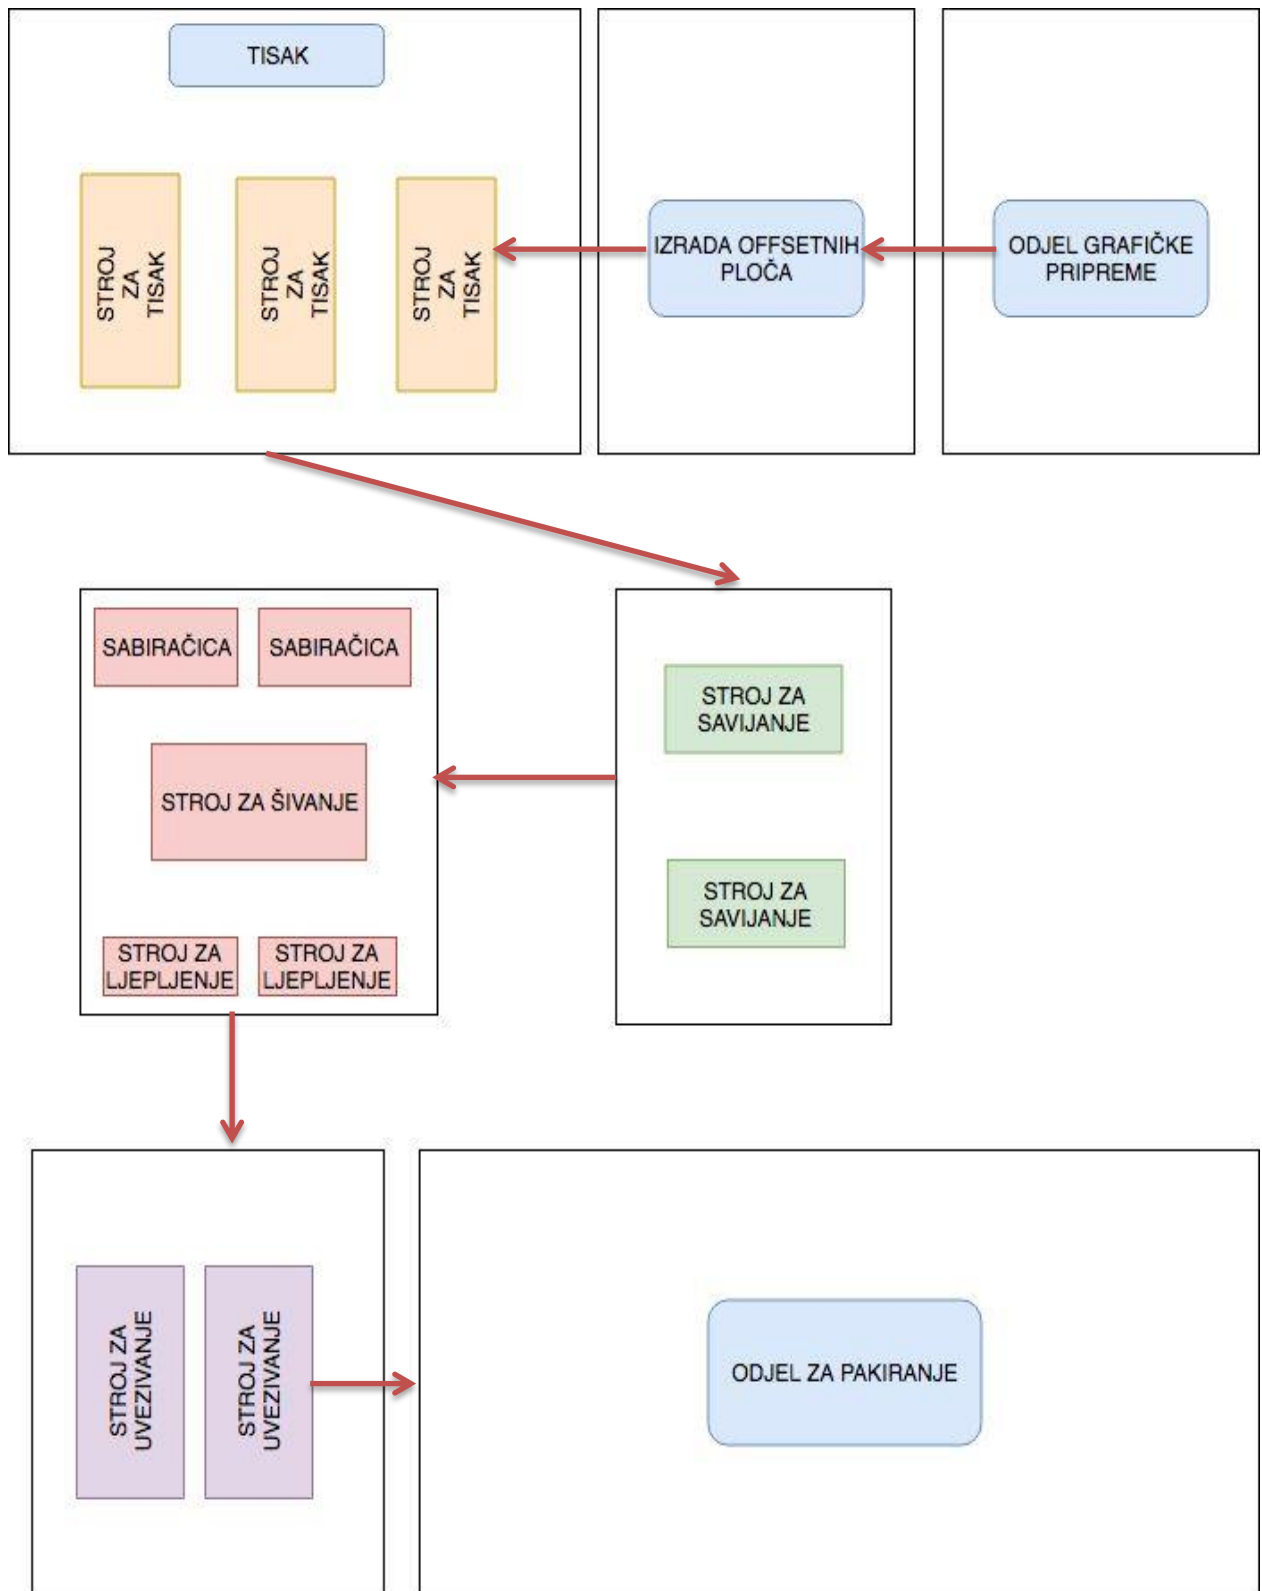 TISAK
STROJ
ZA
TISAK
STROJ
ZA
TISAK
STROJ
ZA
TISAK
IZRADA OFFSETNIH
PLOČA
ODJEL GRAFIČKE
PRIPREME
SABIRAČICA
SABIRAČICA
STROJ ZA ŠIVANJE
STROJ ZA
LJEPLJENJE
STROJ ZA
LJEPLJENJE
STROJ ZA
SAVIJANJE
STROJ ZA
SAVIJANJE
STROJ ZA
UVEZIVANJE
STROJ ZA
UVEZIVANJE
ODJEL ZA PAKIRANJE